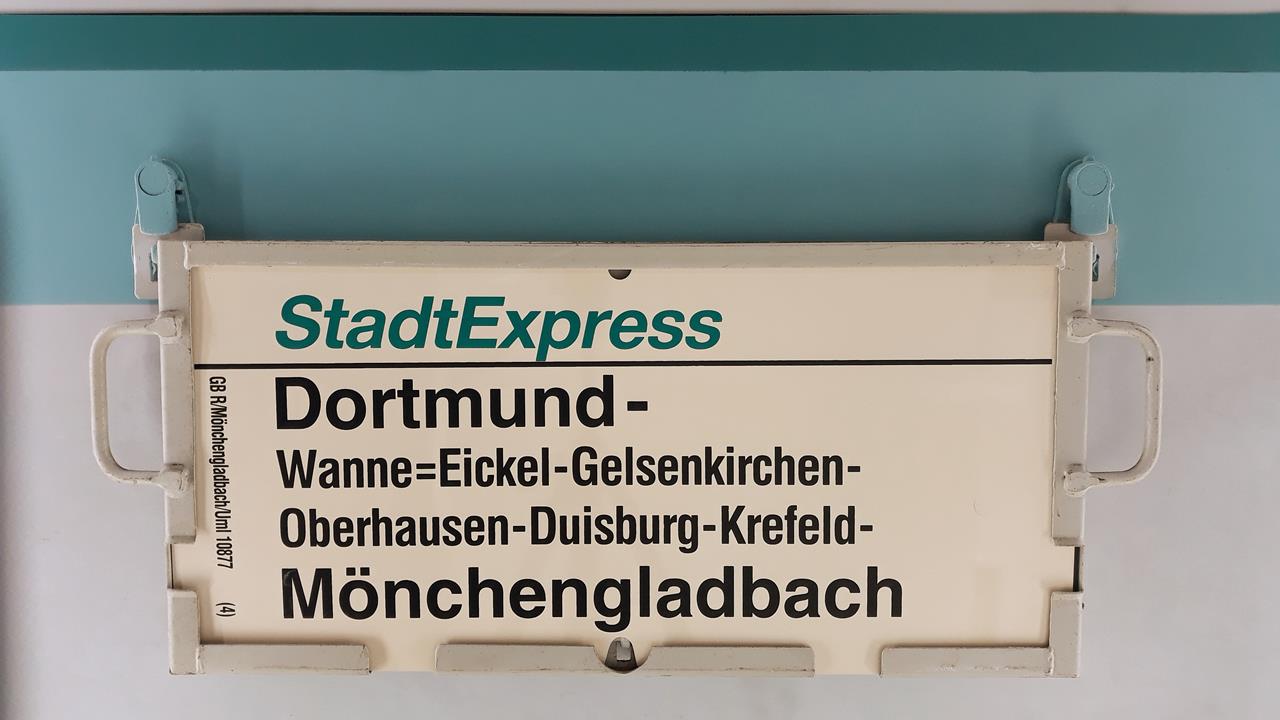 StadtExpress
Dortmund-
Wanne=Eickel-Gelsenkirchen-
Oberhausen-Duisburg-Krefeld-
Mönchengladbach
GB R/Mönchengladbach/Uml 10877 (4)